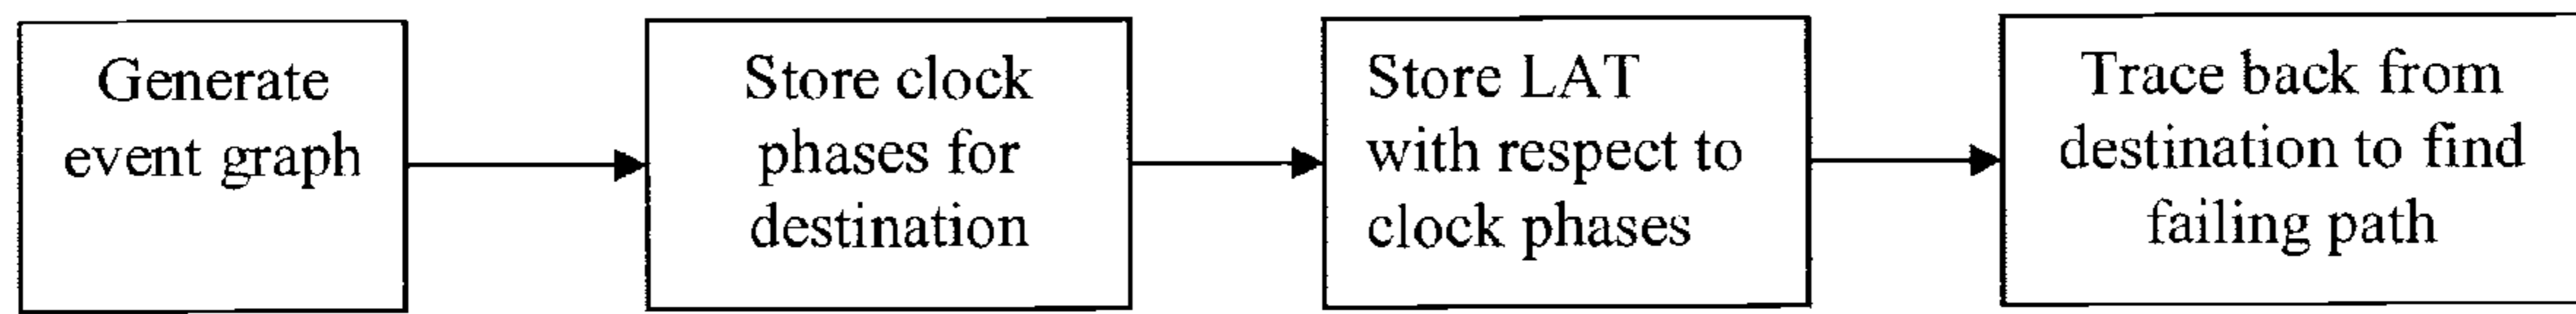 Generate
event graph
Store clock
phases for
destination
Store LAT
with respect to
clock phases
Trace back from
destination to find
failing path